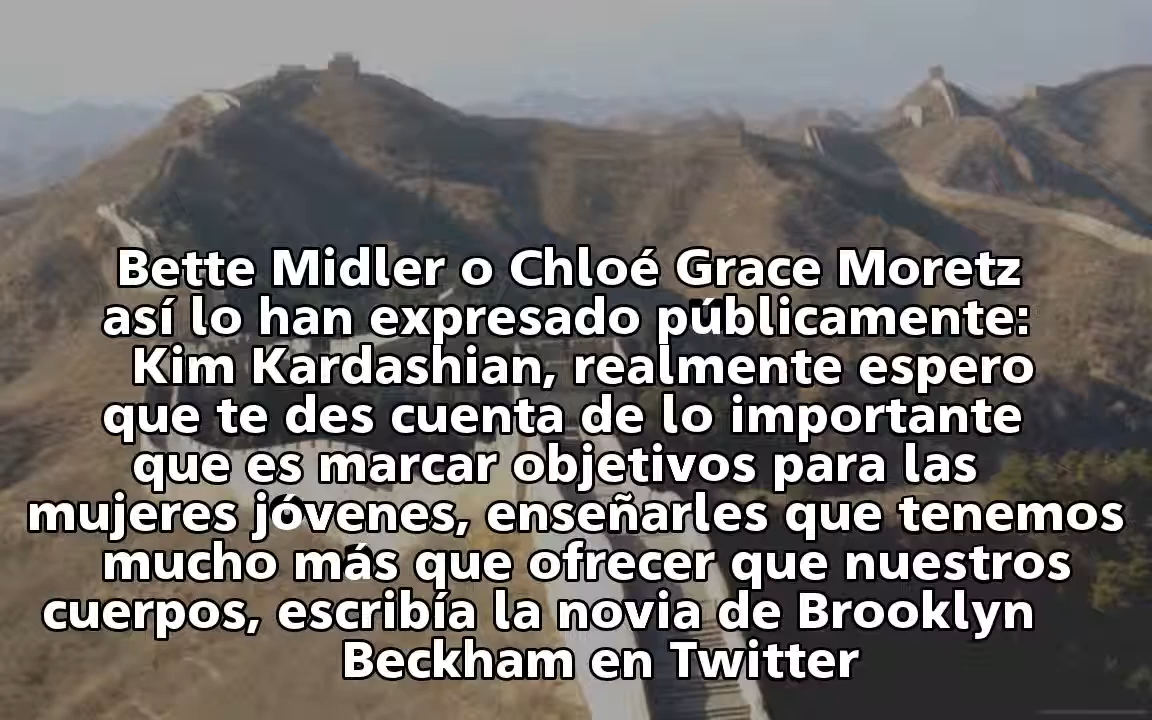 Bette Midler o Chloé Grace Moretz
así lo han expresado públicamente:
Kim Kardashian, realmente espero
que te des cuenta de lo importante
que es marcar objetivos para las
mujeres jóvenes, enseñarles que tenemos
mucho más que ofrecer que nuestros
cuerpos, escribía la novia de Brooklyn
Beckham en Twitter